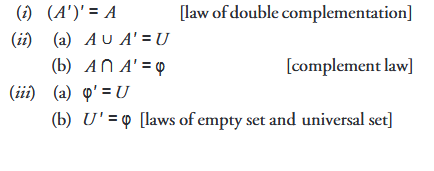 (i) (A')' = A [law of double complementation]
(ii) (a) A ∪ A' = U
(b) A ∩ A' = φ [complement law]
(iii) (a) φ' = U
(b) U' = φ [laws of empty set and universal set]